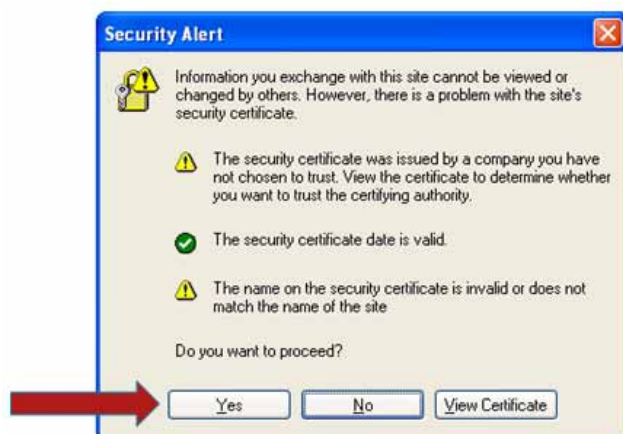 Security Alert
Information you exchange with this site cannot be viewed or
changed by others. However, there is a problem with the site's
security certificate.
The security certificate was issued by a company you have
not chosen to trust. View the certificate to determine whether
you want to trust the certifying authority.
The security certificate date is valid.
The name on the security certificate is invalid or does not
match the name of the site
Do you want to proceed?
Yes No View Certificate